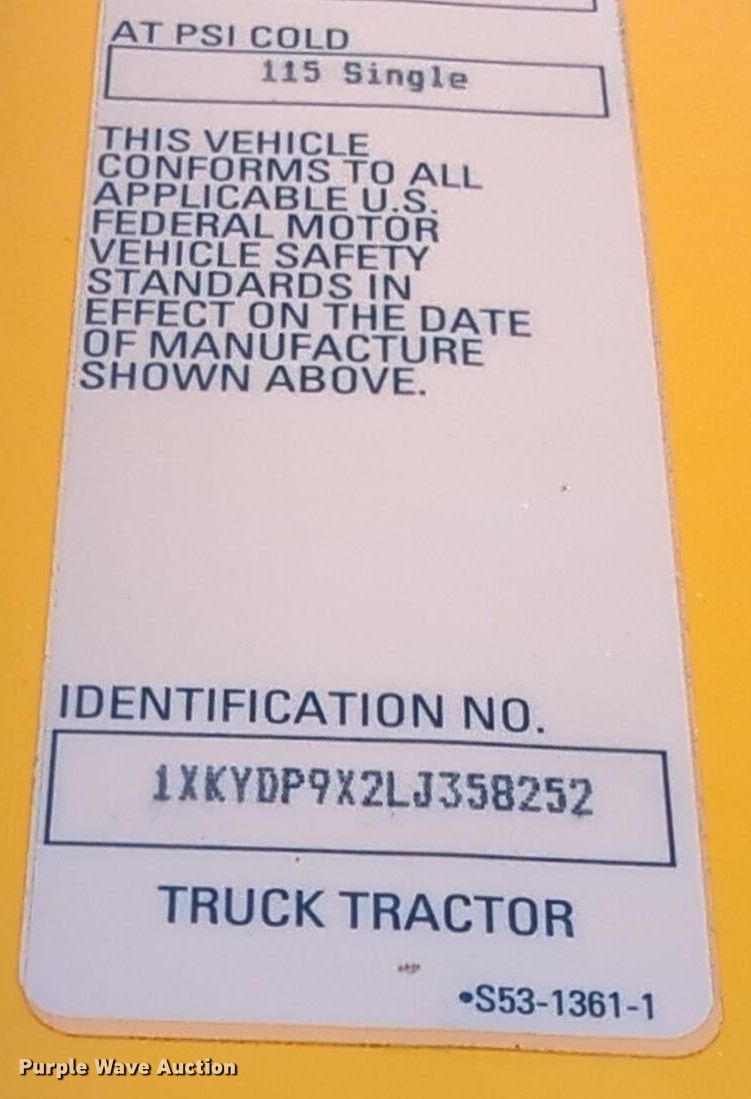 AT PSI COLD
115 Single
THIS VEHICLE
CONFORMS TO ALL
APPLICABLE U.S.
FEDERAL MOTOR
VEHICLE SAFETY
STANDARDS IN
EFFECT ON THE DATE
OF MANUFACTURE
SHOWN ABOVE.
IDENTIFICATION NO.
1XKYDP9X2LJ358252
TRUCK TRACTOR
•S53-1361-1
Purple Wave Auction